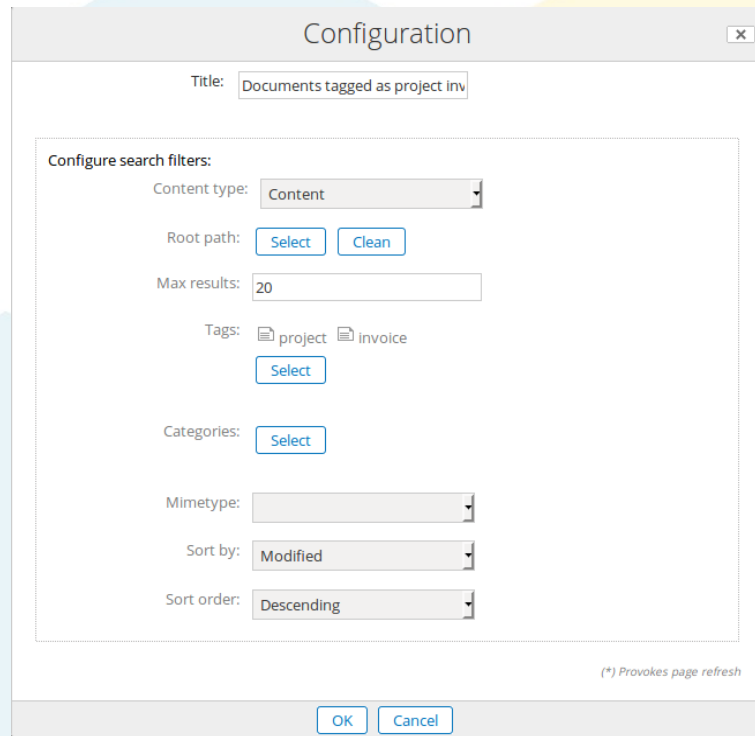 Configuration
Title: Documents tagged as project inv
Configure search filters:
Content type: Content
Root path: Select Clean
Max results: 20
Tags: project invoice
Select
Categories: Select
Mimetype:
Sort by: Modified
Sort order: Descending
(*) Provokes page refresh
OK Cancel